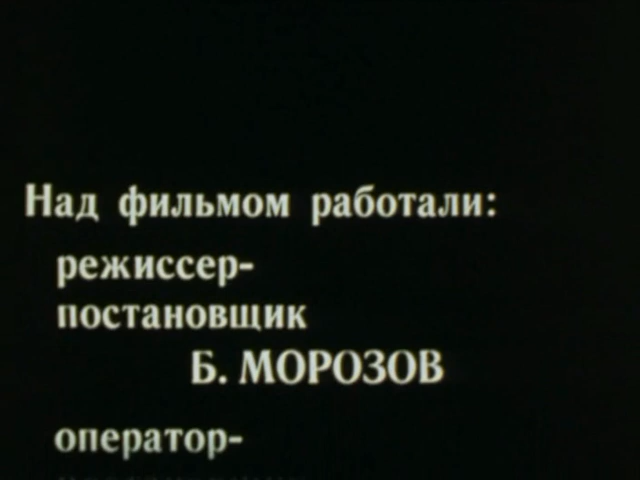 Над фильмом работали:
режиссер-
постановщик
Б. МОРОЗОВ
оператор-